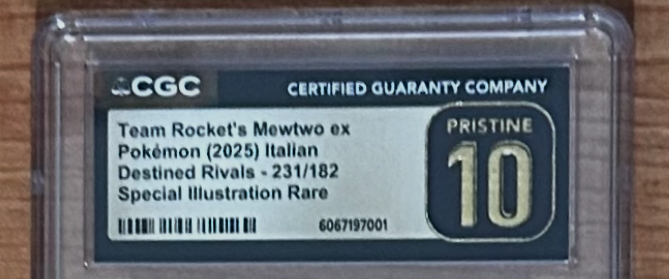 CGC
CERTIFIED GUARANTY COMPANY
Team Rocket's Mewtwo ex
Pokémon (2025) Italian
Destined Rivals - 231/182
Special Illustration Rare
6067197001
PRISTINE
10